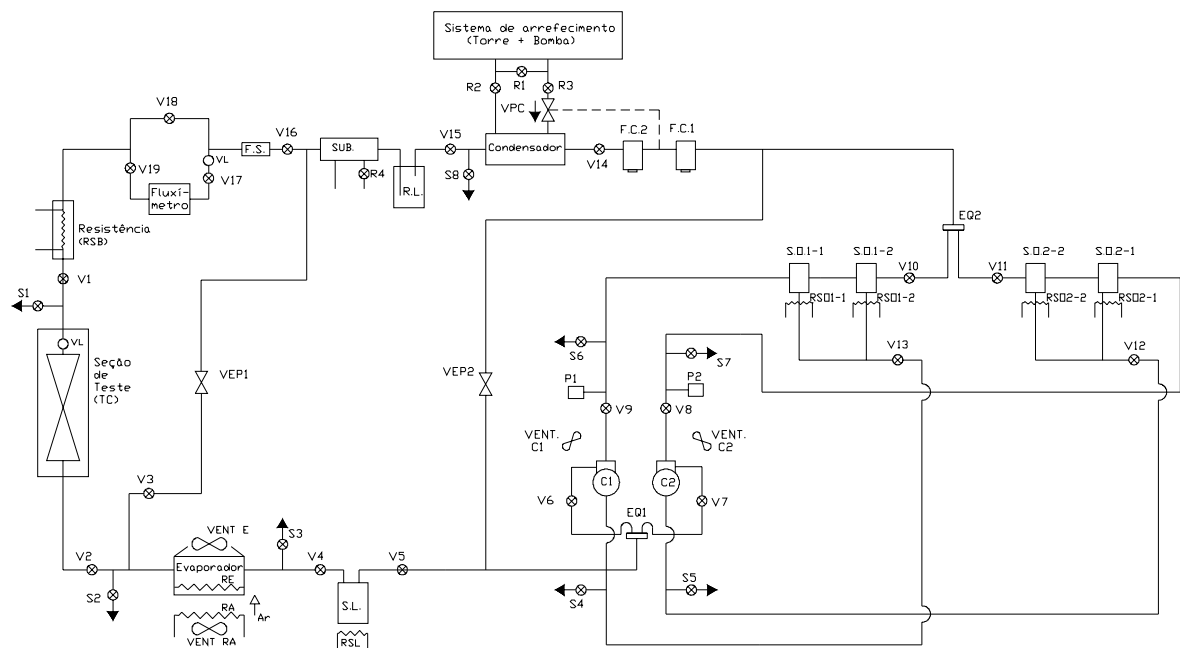 Sistema de arrefecimento
(Torre + Bomba)
R1
R2
R3
VPC
V18
V16
V15
F.C.2
F.C.1
F.S.
SUB.
Condensador
V14
V19
VL
V17
R4
R.L.
S8
Fluxí-
metro
EQ2
Resistência
(RSB)
S.O.1-1
S.O.1-2
V10
V11
S.O.2-2
S.O.2-1
V1
S1
RSO1-1
RSO1-2
RSO2-2
RSO2-1
VL
Seção
de
Teste
(TC)
S6
S7
V13
V12
VEP1
VEP2
P1
P2
V9
V8
VENT.
C1
VENT.
C2
C1
C2
V3
V6
V7
EQ1
VENT E
S3
V2
Evaporador
RE
V4
V5
S2
S.L.
S4
S5
RA
Ar
VENT RA
RSL